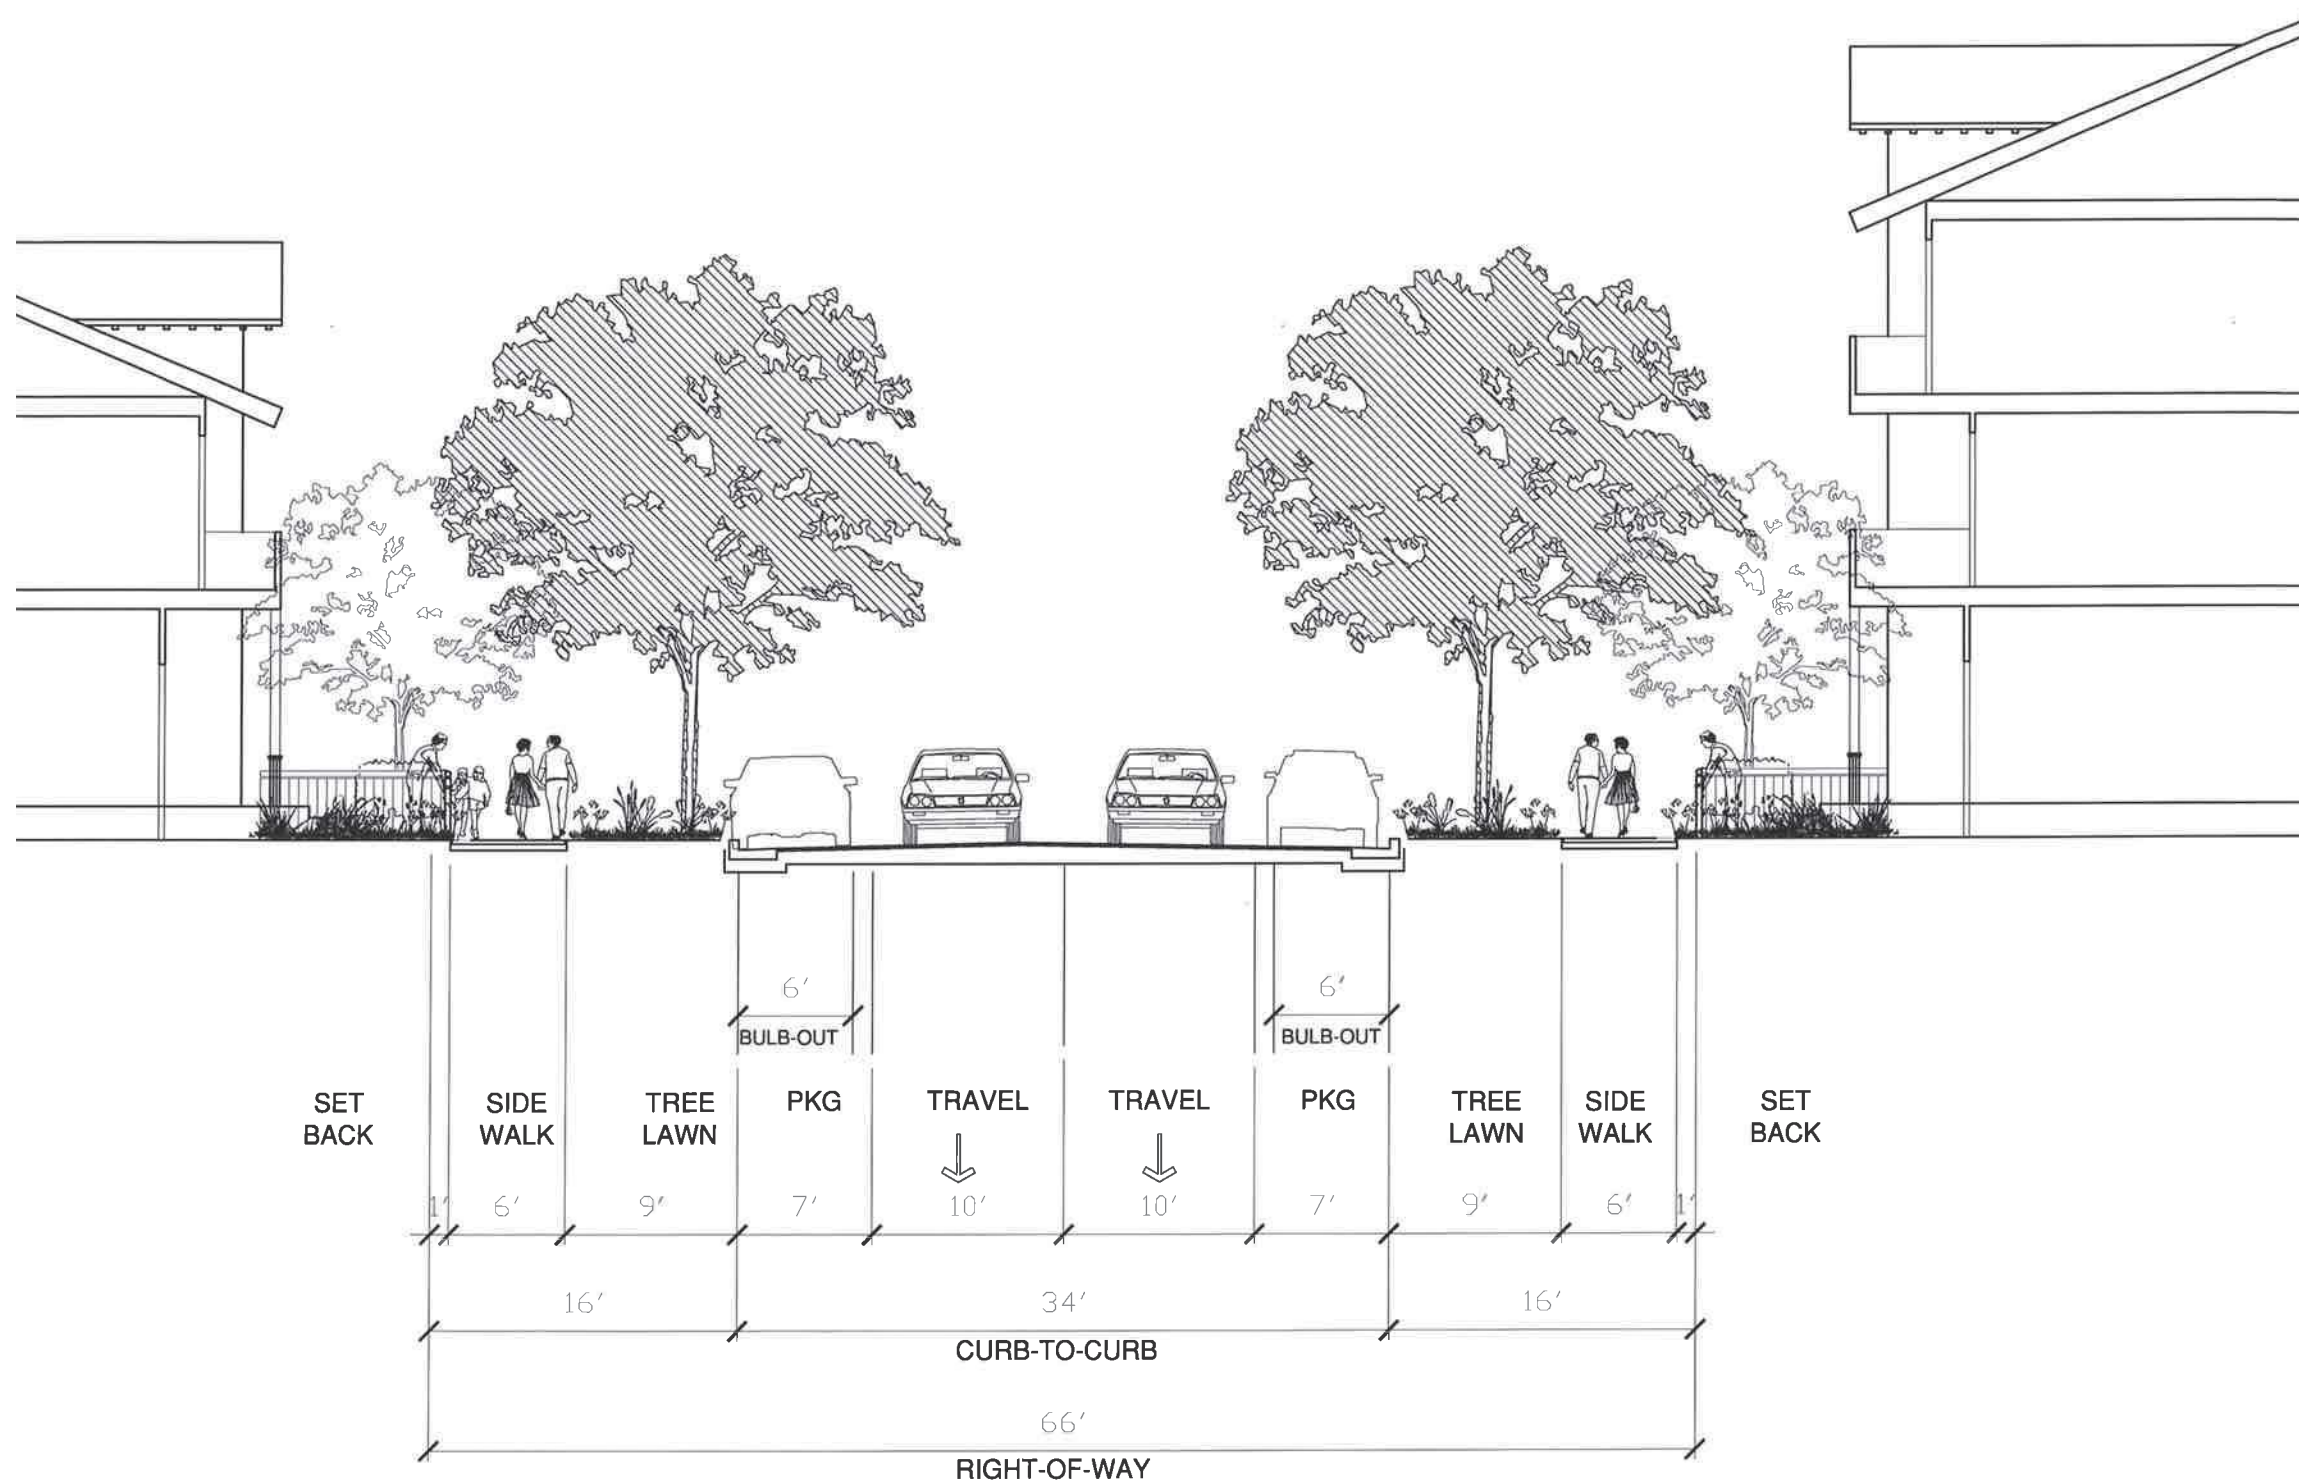 6' 6'
BULB-OUT BULB-OUT
SET SIDE TREE PKG TRAVEL TRAVEL PKG TREE SIDE SET
BACK WALK LAWN LAWN WALK BACK
1' 6' 9' 7' 10' 10' 7' 9' 6' 1'
16' 34' 16'
CURB-TO-CURB
66'
RIGHT-OF-WAY